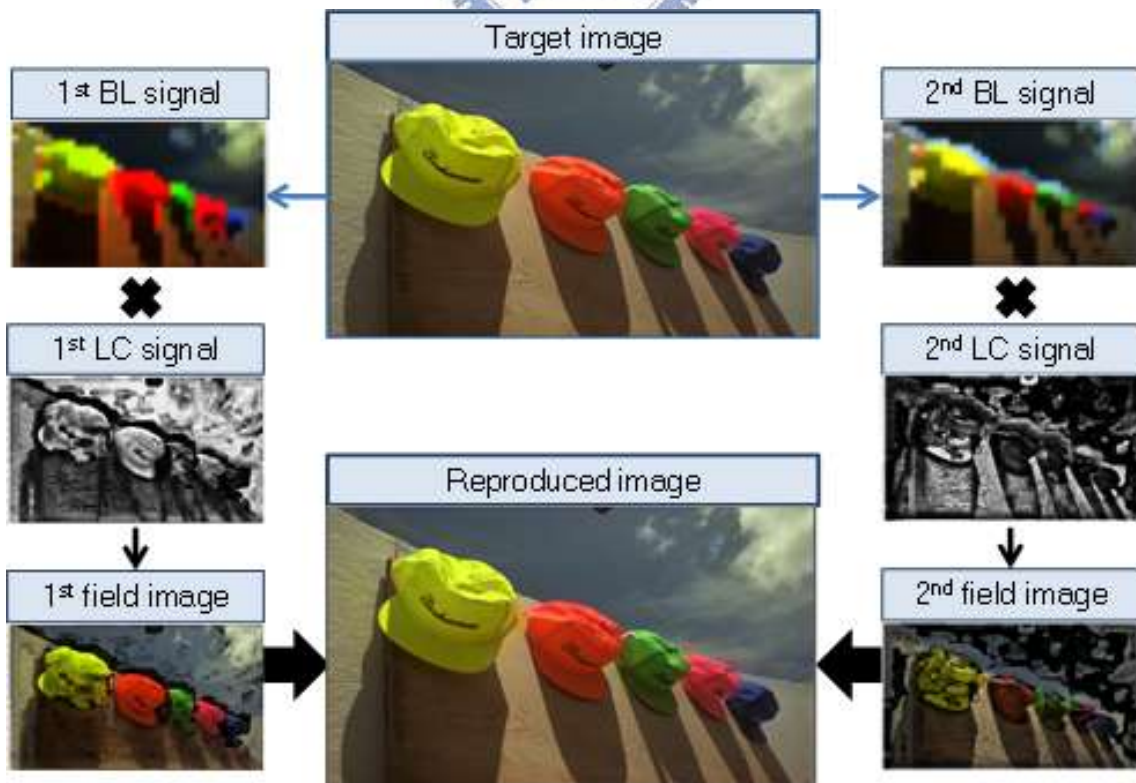 Target image
1st BL signal
2nd BL signal
1st LC signal
2nd LC signal
Reproduced image
1st field image
2nd field image